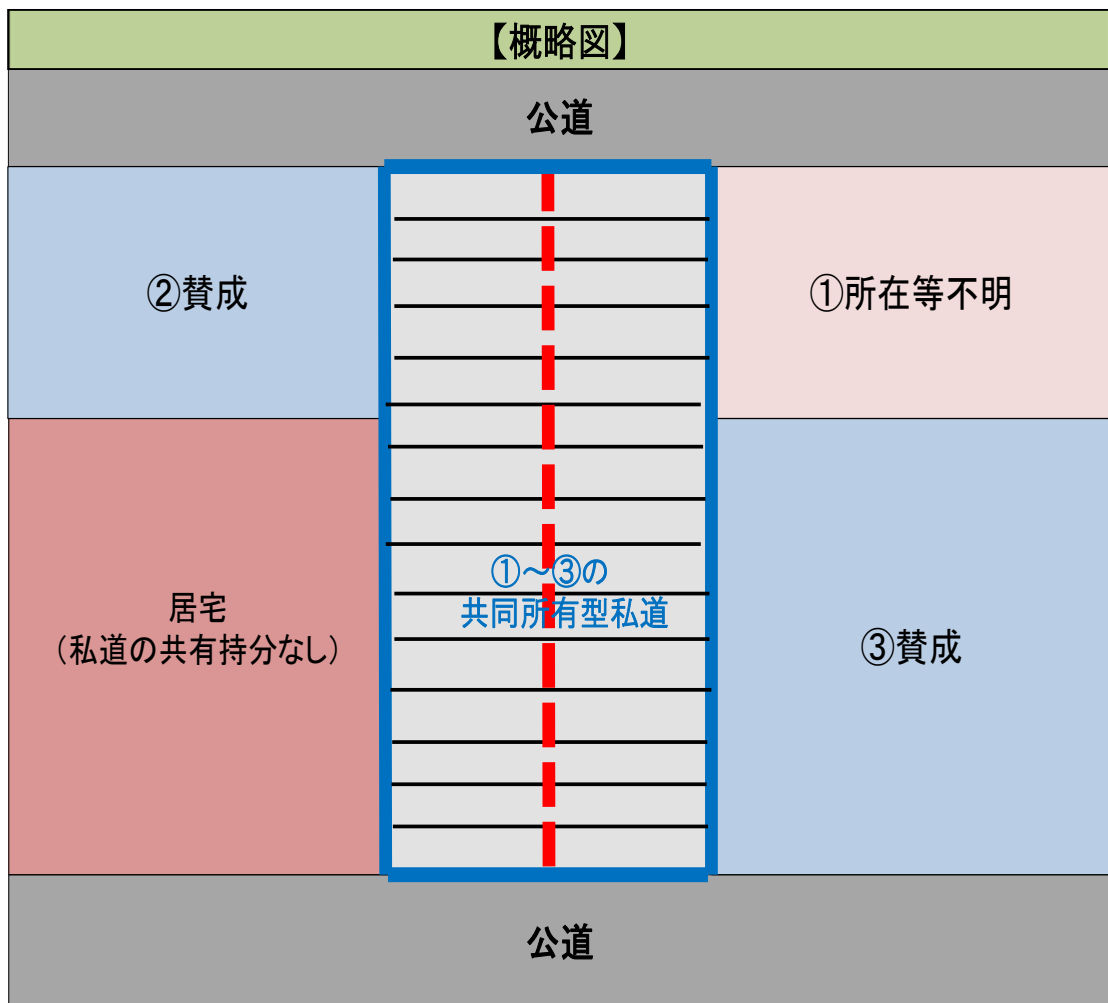 【概略図】
公道
②賛成
①所在等不明
①～③の
共同所有型私道
居宅
（私道の共有持分なし）
③賛成
公道